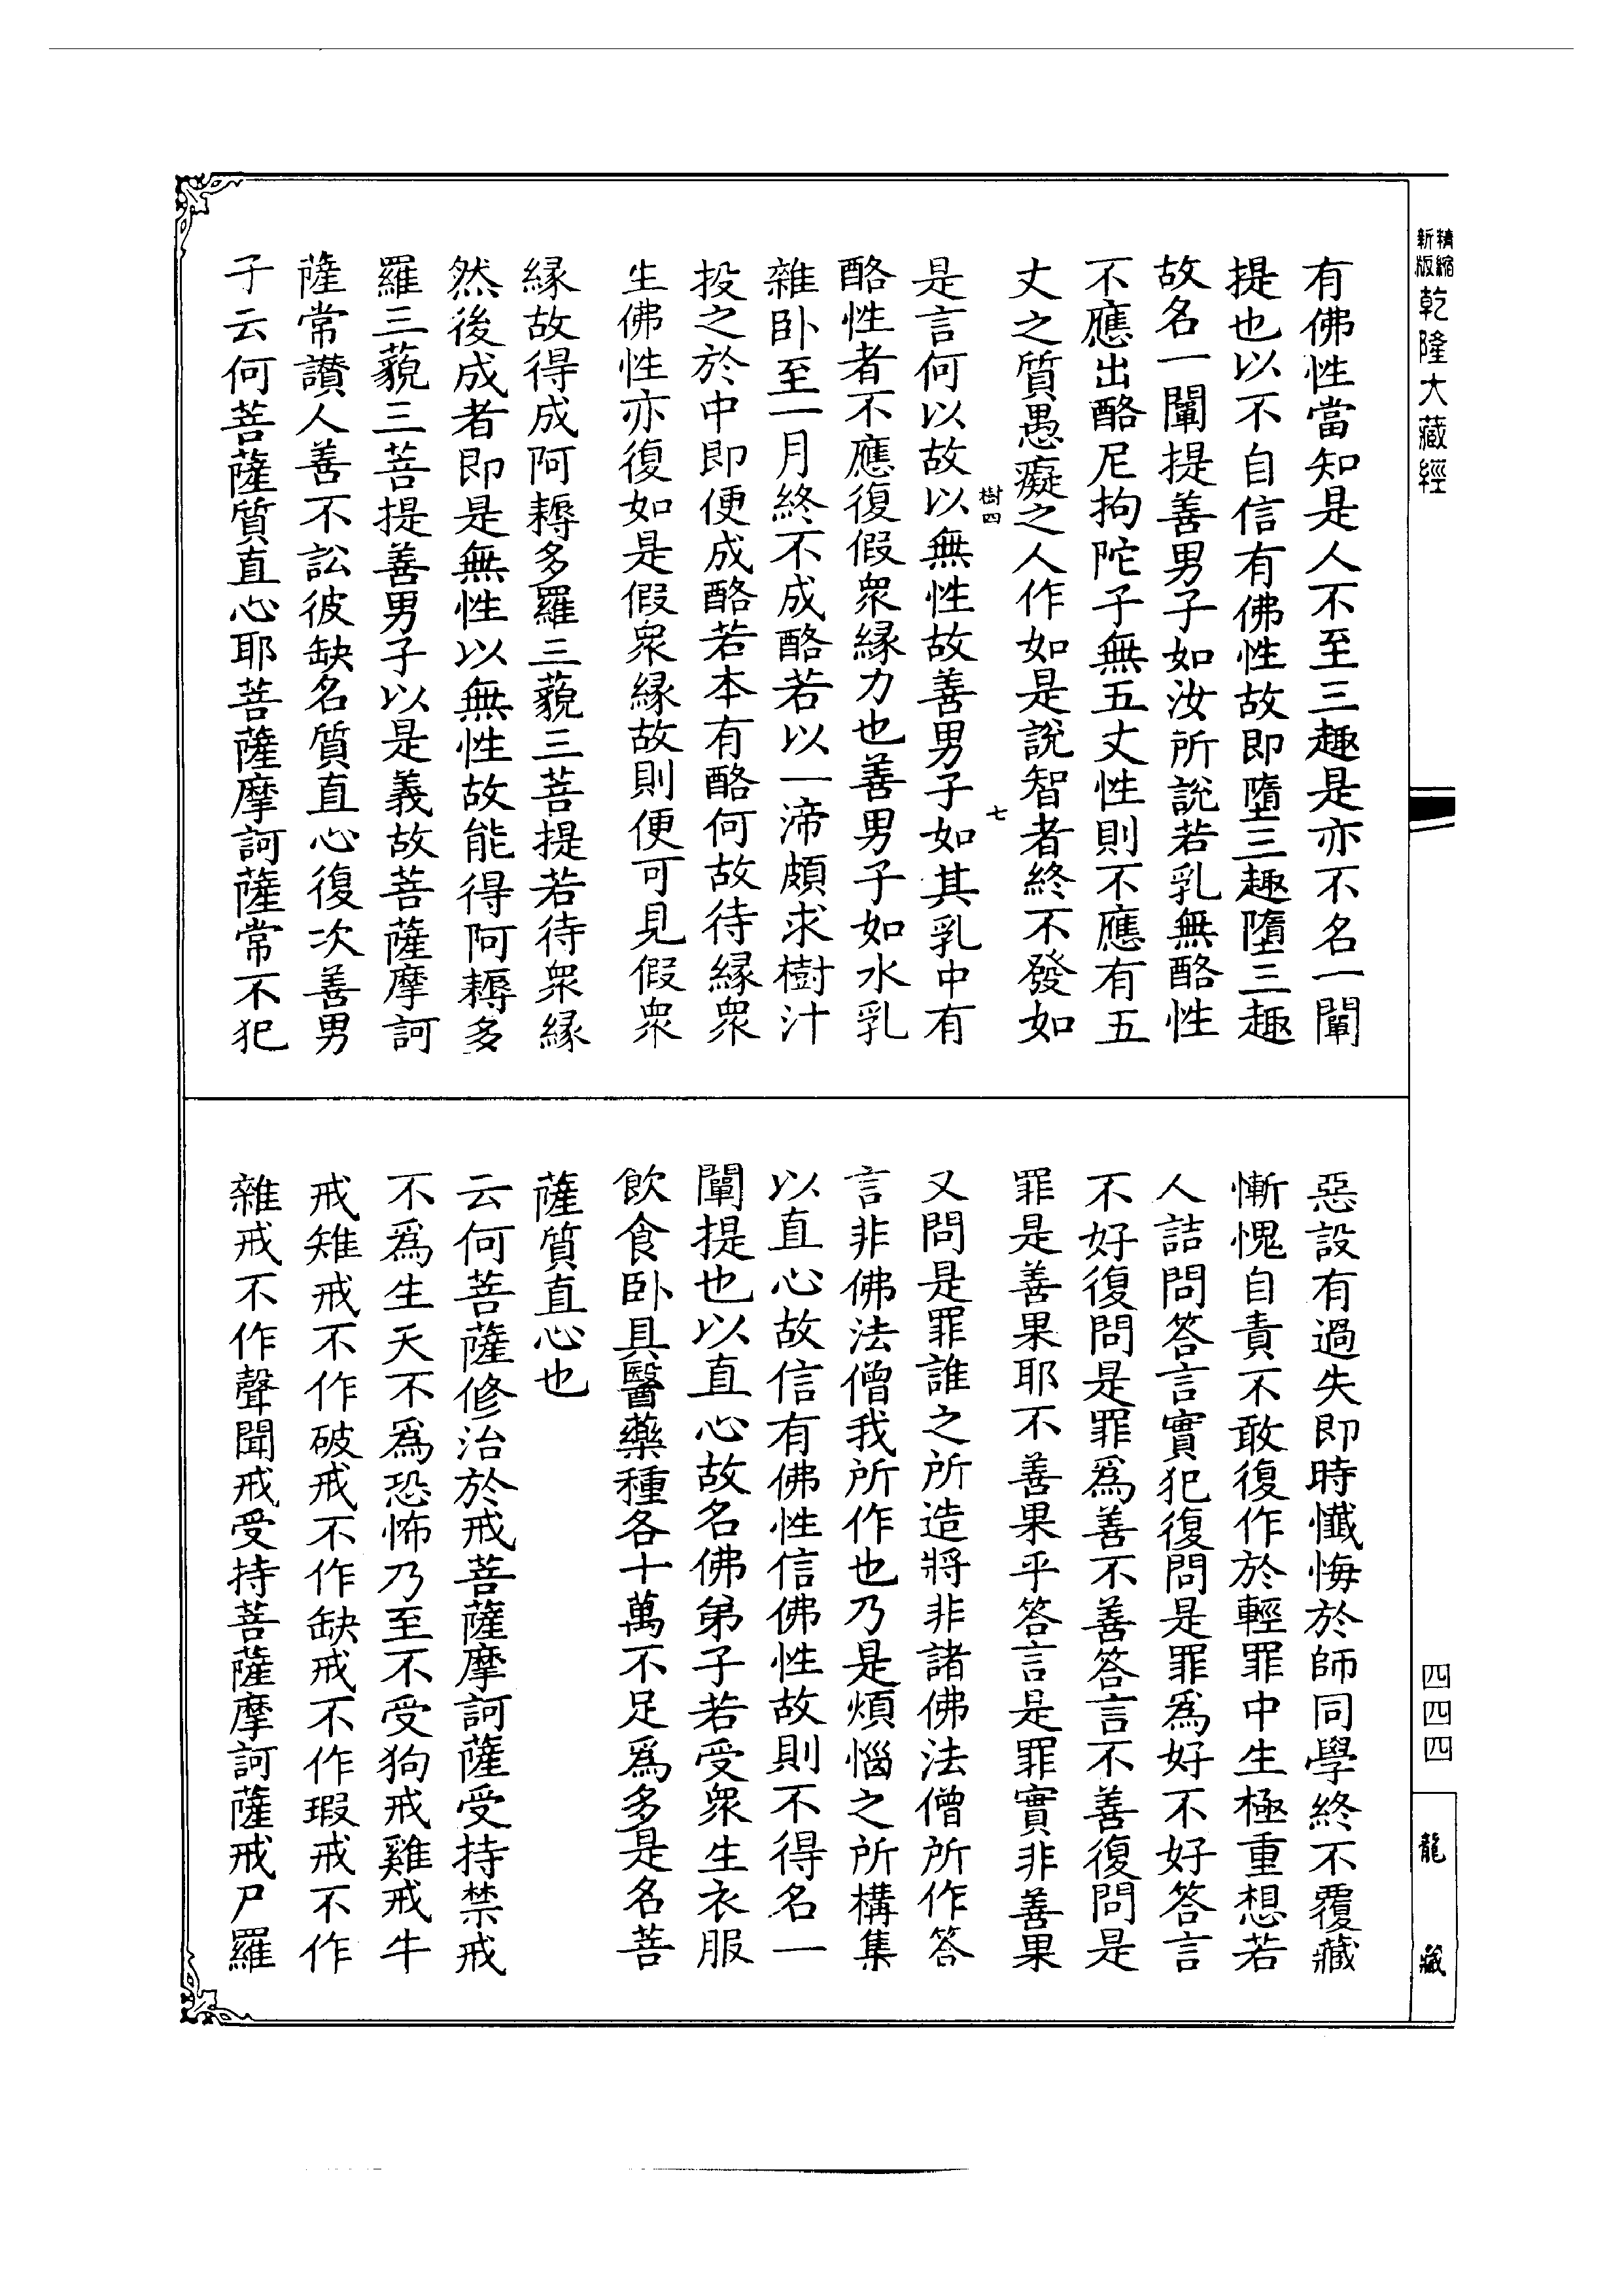 精縮新版乾隆大藏經
四四四
龍藏
有佛性當知是人不至三趣是亦不名一闡
提也以不自信有佛性故即墮三趣墮三趣
故名一闡提善男子如汝所說若乳無酪性
不應出酪尼拘陀子無五丈性則不應有五
丈之質愚癡之人作如是說智者終不發如
樹四
七
是言何以故以無性故善男子如其乳中有
酪性者不應復假眾緣力也善男子如水乳
雜卧至一月終不成酪若以一渧頗求樹汁
投之於中即便成酪若本有酪何故待緣眾
生佛性亦復如是假眾緣故則便可見假眾
緣故得成阿耨多羅三藐三菩提若待眾緣
然後成者即是無性以無性故能得阿耨多
羅三藐三菩提善男子以是義故菩薩摩訶
薩常讚人善不訟彼缺名質直心復次善男
子云何菩薩質直心耶菩薩摩訶薩常不犯
惡設有過失即時懺悔於師同學終不覆藏
慚愧自責不敢復作於輕罪中生極重想若
人詰問答言實犯復問是罪為好不好答言
不好復問是罪為善不善答言不善復問是
罪是善果耶不善果乎答言是罪實非善果
又問是罪誰之所造將非諸佛法僧所作答
言非佛法僧我所作也乃是煩惱之所構集
以直心故信有佛性信佛性故則不得名一
闡提也以直心故名佛弟子若受眾生衣服
飲食卧具醫藥種各十萬不足為多是名菩
薩質直心也
云何菩薩修治於戒菩薩摩訶薩受持禁戒
不為生天不為恐怖乃至不受狗戒雞戒牛
戒雉戒不作破戒不作缺戒不作瑕戒不作
雜戒不作聲聞戒受持菩薩摩訶薩戒尸羅